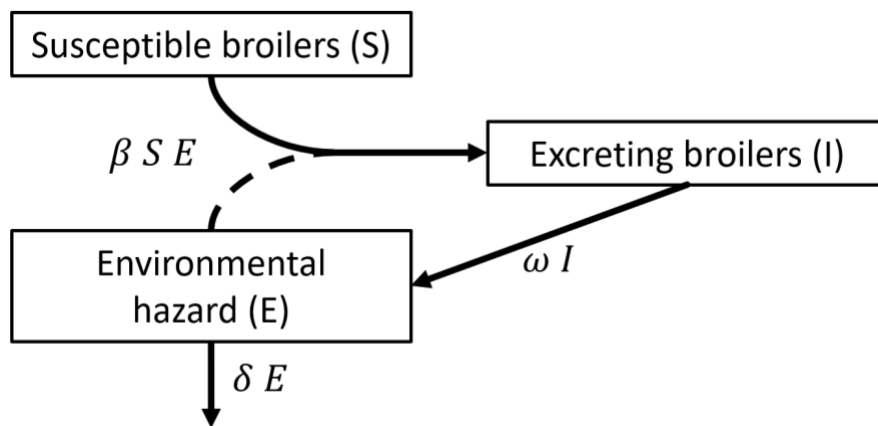 Susceptible broilers (S)
β S E
Excreting broilers (I)
Environmental
hazard (E)
ω I
δ E